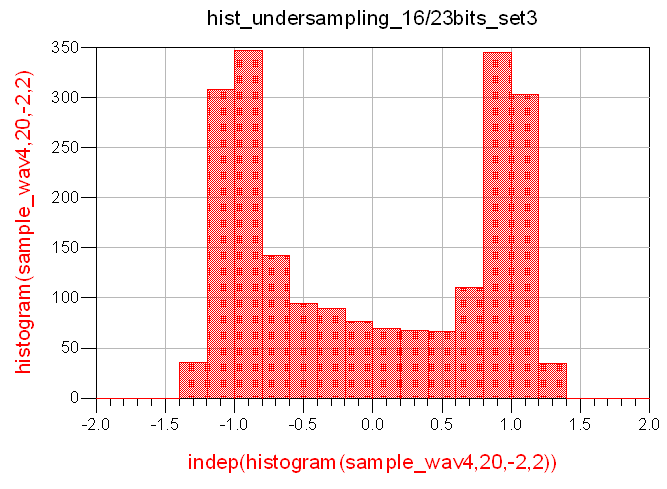 hist_undersampling_16/23bits_set3
histogram(sample_wav4,20,-2,2)
350
300
250
200
150
100
50
0
-2.0 -1.5 -1.0 -0.5 0.0 0.5 1.0 1.5 2.0
indep(histogram(sample_wav4,20,-2,2))